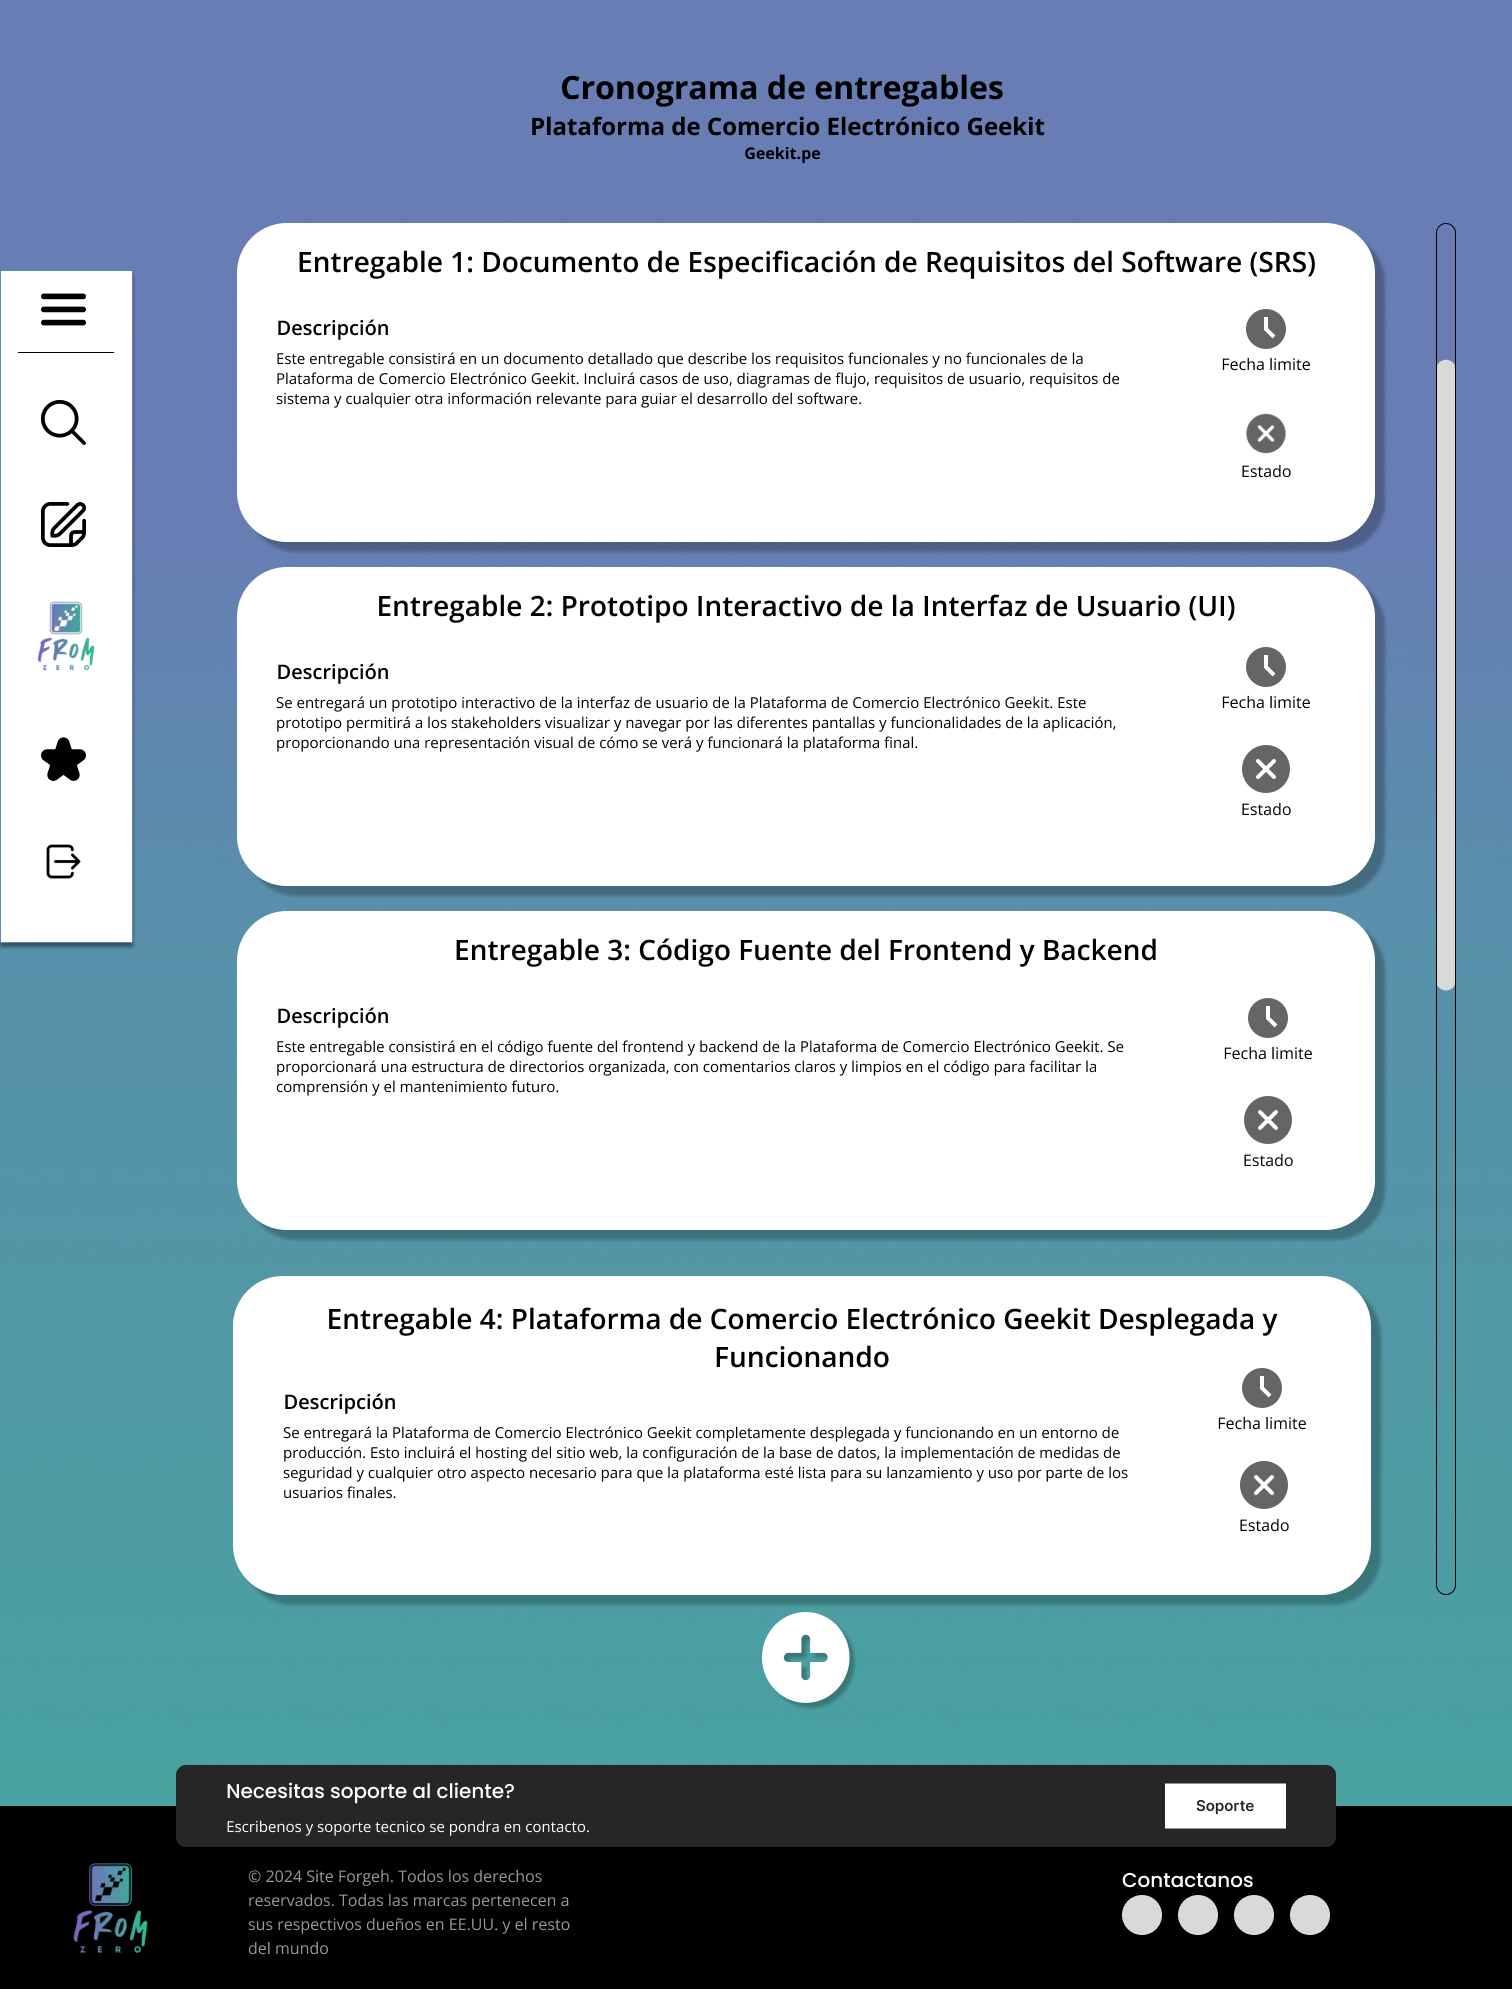 Cronograma de entregables
Plataforma de Comercio Electrónico Geekit
Geekit.pe
Entregable 1: Documento de Especificación de Requisitos del Software (SRS)
Descripción
Este entregable consistirá en un documento detallado que describe los requisitos funcionales y no funcionales de la
Plataforma de Comercio Electrónico Geekit. Incluirá casos de uso, diagramas de flujo, requisitos de usuario, requisitos de
sistema y cualquier otra información relevante para guiar el desarrollo del software.
Fecha limite
Estado
FROM
ZERO
Entregable 2: Prototipo Interactivo de la Interfaz de Usuario (UI)
Descripción
Se entregará un prototipo interactivo de la interfaz de usuario de la Plataforma de Comercio Electrónico Geekit. Este
prototipo permitirá a los stakeholders visualizar y navegar por las diferentes pantallas y funcionalidades de la aplicación,
proporcionando una representación visual de cómo se verá y funcionará la plataforma final.
Fecha limite
Estado
Entregable 3: Código Fuente del Frontend y Backend
Descripción
Este entregable consistirá en el código fuente del frontend y backend de la Plataforma de Comercio Electrónico Geekit. Se
proporcionará una estructura de directorios organizada, con comentarios claros y limpios en el código para facilitar la
comprensión y el mantenimiento futuro.
Fecha limite
Estado
Entregable 4: Plataforma de Comercio Electrónico Geekit Desplegada y
Funcionando
Descripción
Se entregará la Plataforma de Comercio Electrónico Geekit completamente desplegada y funcionando en un entorno de
producción. Esto incluirá el hosting del sitio web, la configuración de la base de datos, la implementación de medidas de
seguridad y cualquier otro aspecto necesario para que la plataforma esté lista para su lanzamiento y uso por parte de los
usuarios finales.
Fecha limite
Estado
Necesitas soporte al cliente?
Escribenos y soporte tecnico se pondra en contacto.
Soporte
FROM
ZERO
© 2024 Site Forgeh. Todos los derechos
reservados. Todas las marcas pertenecen a
sus respectivos dueños en EE.UU. y el resto
del mundo
Contactanos